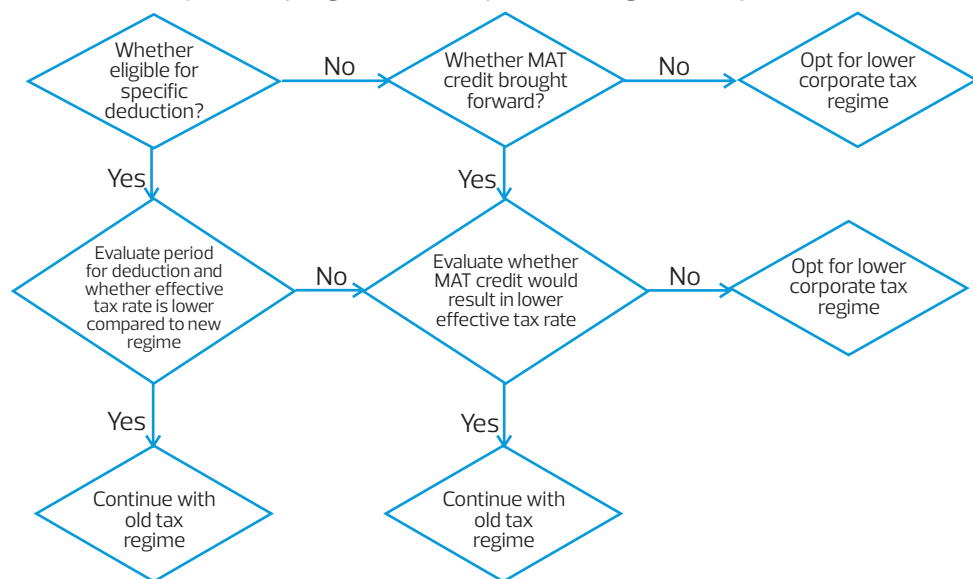 Whether
eligible for
specific
deduction?
No
Whether MAT
credit brought
forward?
No
Opt for lower
corporate tax
regime
Yes
Yes
Evaluate period
for deduction and
whether effective
tax rate is lower
compared to new
regime
No
Evaluate whether
MAT credit would
result in lower
effective tax rate
No
Opt for lower
corporate tax
regime
Yes
Yes
Continue with
old tax
regime
Continue with
old tax
regime